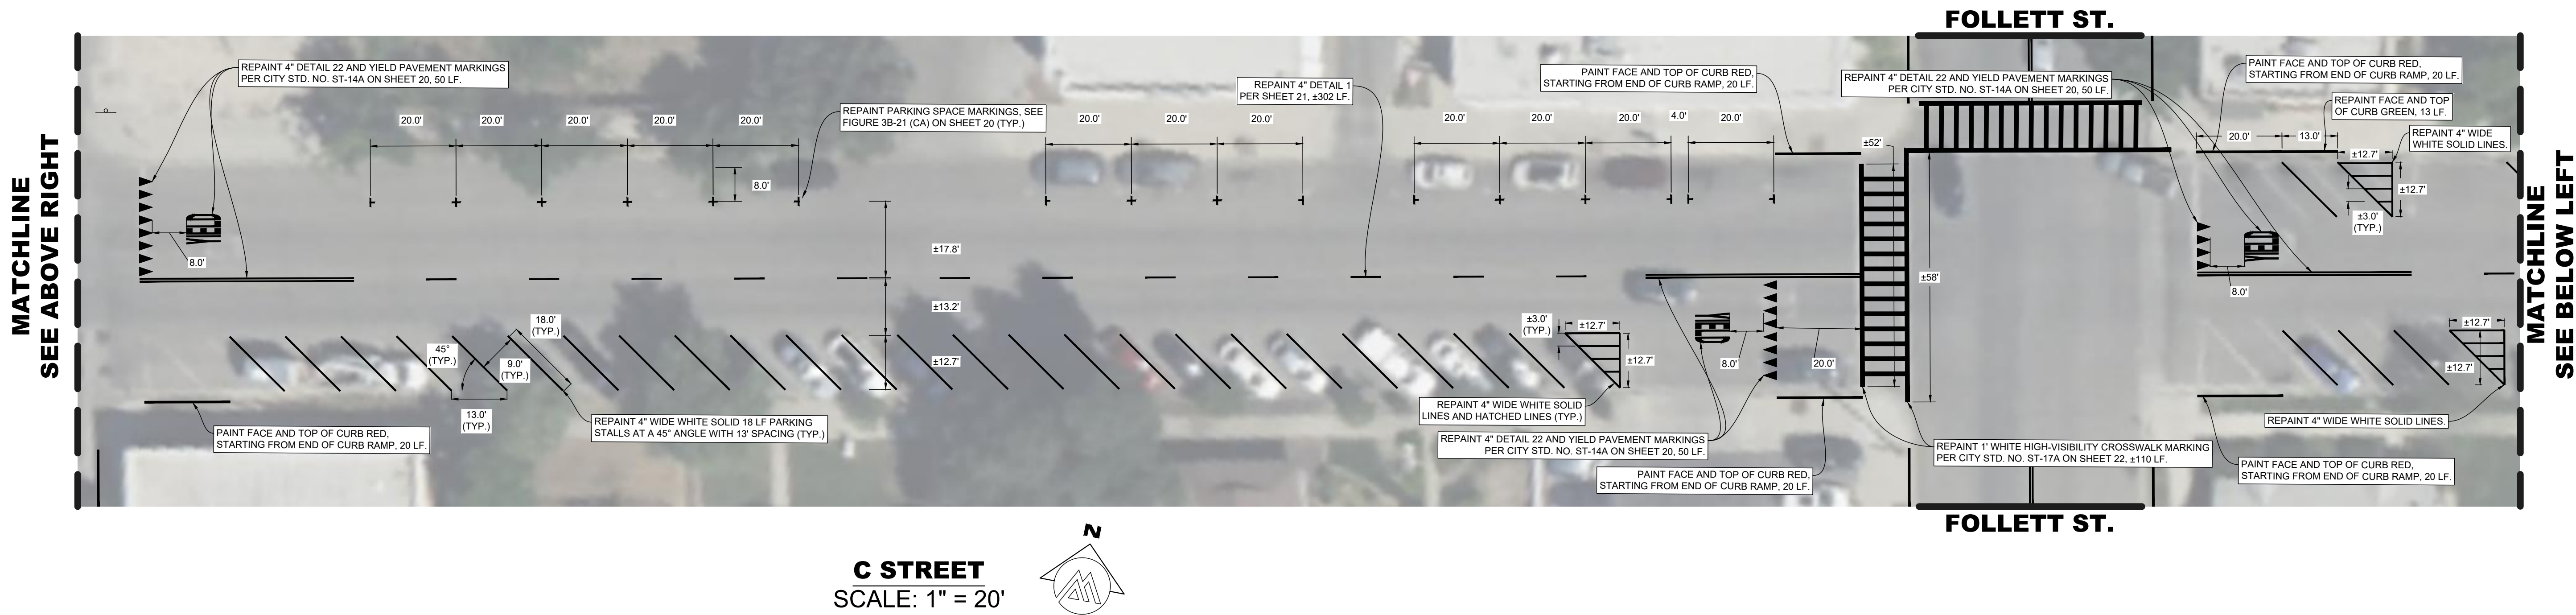 FOLLETT ST.
MATCHLINE
SEE ABOVE RIGHT
REPAINT 4" DETAIL 22 AND YIELD PAVEMENT MARKINGS
PER CITY STD. NO. ST-14A ON SHEET 20, 50 LF.
20.0'
20.0'
20.0'
20.0'
20.0'
8.0'
REPAINT PARKING SPACE MARKINGS, SEE
FIGURE 3B-21 (CA) ON SHEET 20 (TYP.)
20.0'
20.0'
20.0'
REPAINT 4" DETAIL 1
PER SHEET 21, ±302 LF.
PAINT FACE AND TOP OF CURB RED,
STARTING FROM END OF CURB RAMP, 20 LF.
20.0'
20.0'
20.0'
4.0'
20.0'
REPAINT 4" DETAIL 22 AND YIELD PAVEMENT MARKINGS
PER CITY STD. NO. ST-14A ON SHEET 20, 50 LF.
±52'
PAINT FACE AND TOP OF CURB RED,
STARTING FROM END OF CURB RAMP, 20 LF.
REPAINT FACE AND TOP
OF CURB GREEN, 13 LF.
REPAINT 4" WIDE
WHITE SOLID LINES.
20.0'
13.0'
±12.7'
±12.7'
±3.0'
(TYP.)
8.0'
8.0'
±17.8'
±13.2'
±12.7'
±58'
45°
(TYP.)
18.0'
(TYP.)
9.0'
(TYP.)
13.0'
(TYP.)
±3.0'
(TYP.)
±12.7'
±12.7'
8.0'
20.0'
±12.7'
±12.7'
PAINT FACE AND TOP OF CURB RED,
STARTING FROM END OF CURB RAMP, 20 LF.
REPAINT 4" WIDE WHITE SOLID 18 LF PARKING
STALLS AT A 45° ANGLE WITH 13' SPACING (TYP.)
REPAINT 4" WIDE WHITE SOLID
LINES AND HATCHED LINES (TYP.)
REPAINT 4" DETAIL 22 AND YIELD PAVEMENT MARKINGS
PER CITY STD. NO. ST-14A ON SHEET 20, 50 LF.
PAINT FACE AND TOP OF CURB RED,
STARTING FROM END OF CURB RAMP, 20 LF.
REPAINT 1' WHITE HIGH-VISIBILITY CROSSWALK MARKING
PER CITY STD. NO. ST-17A ON SHEET 22, ±110 LF.
REPAINT 4" WIDE WHITE SOLID LINES.
PAINT FACE AND TOP OF CURB RED,
STARTING FROM END OF CURB RAMP, 20 LF.
MATCHLINE
SEE BELOW LEFT
FOLLETT ST.
N
C STREET
SCALE: 1" = 20'